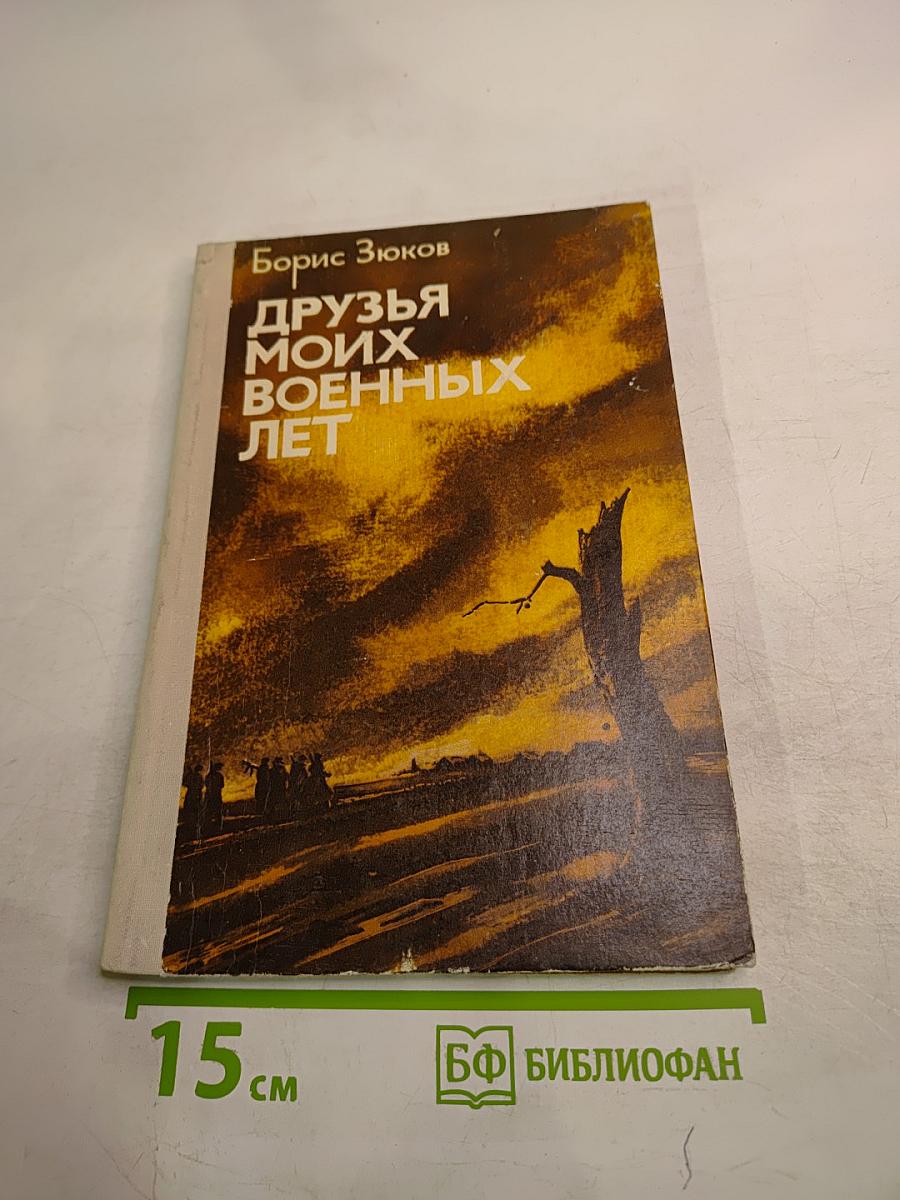 Борис Зюков
ДРУЗЬЯ
МОИХ
ВОЕННЫХ
ЛЕТ
15 см
БФ БИБЛИОФАН